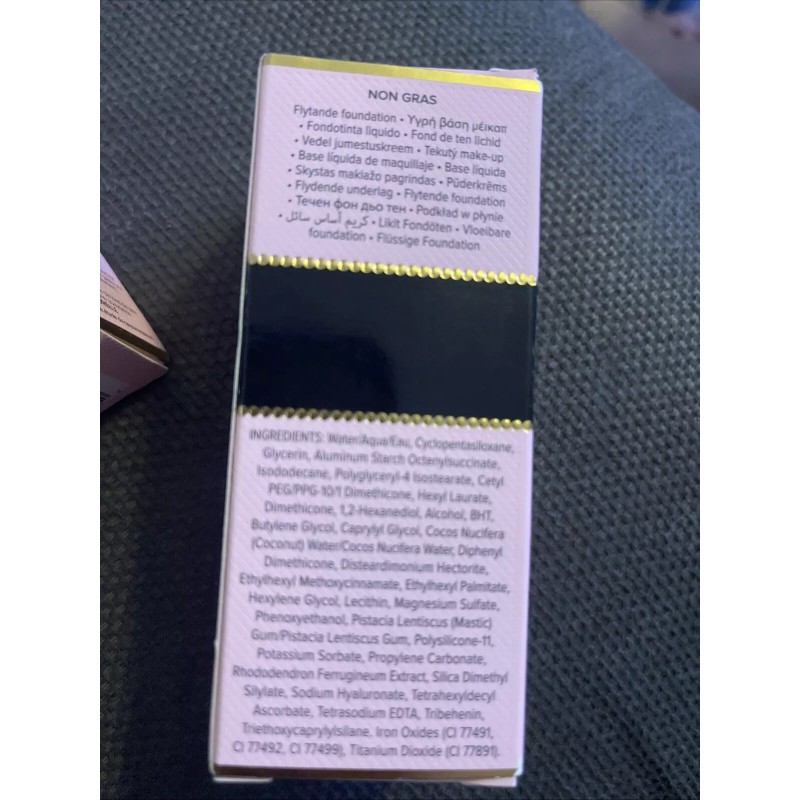 NON GRAS
Flytande foundation • Υγρή βάση μέικαπ
• Fondotinta liquido • Fond de ten lichid
• Vedel jumestuskreem • Tekutý make-up
• Base líquida de maquillaje • Base líquida
• Skystas makiažo pagrindas • Púderkrēms
• Flydende underlag • Flytende foundation
• Течен фон дьо тен • Podkład w płynie
• كريم أساس سائل • Likit Fondöten • Vloeibare
foundation • Flüssige Foundation
INGREDIENTS: Water/Aqua/Eau, Cyclopentasiloxane,
Glycerin, Aluminum Starch Octenylsuccinate,
Isododecane, Polyglyceryl-4 Isostearate, Cetyl
PEG/PPG-10/1 Dimethicone, Hexyl Laurate,
Dimethicone, 1,2-Hexanediol, Alcohol, BHT,
Butylene Glycol, Caprylyl Glycol, Cocos Nucifera
(Coconut) Water/Cocos Nucifera Water, Diphenyl
Dimethicone, Disteardimonium Hectorite,
Ethylhexyl Methoxycinnamate, Ethylhexyl Palmitate,
Hexylene Glycol, Lecithin, Magnesium Sulfate,
Phenoxyethanol, Pistacia Lentiscus (Mastic)
Gum/Pistacia Lentiscus Gum, Polysilicone-11,
Potassium Sorbate, Propylene Carbonate,
Rhododendron Ferrugineum Extract, Silica Dimethyl
Silylate, Sodium Hyaluronate, Tetrahexyldecyl
Ascorbate, Tetrasodium EDTA, Tribehenin,
Triethoxycaprylylsilane. Iron Oxides (CI 77491,
CI 77492, CI 77499), Titanium Dioxide (CI 77891).